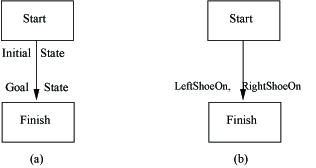 Start
Initial State
Goal State
Finish
(a)
Start
LeftShoeOn, RightShoeOn
Finish
(b)